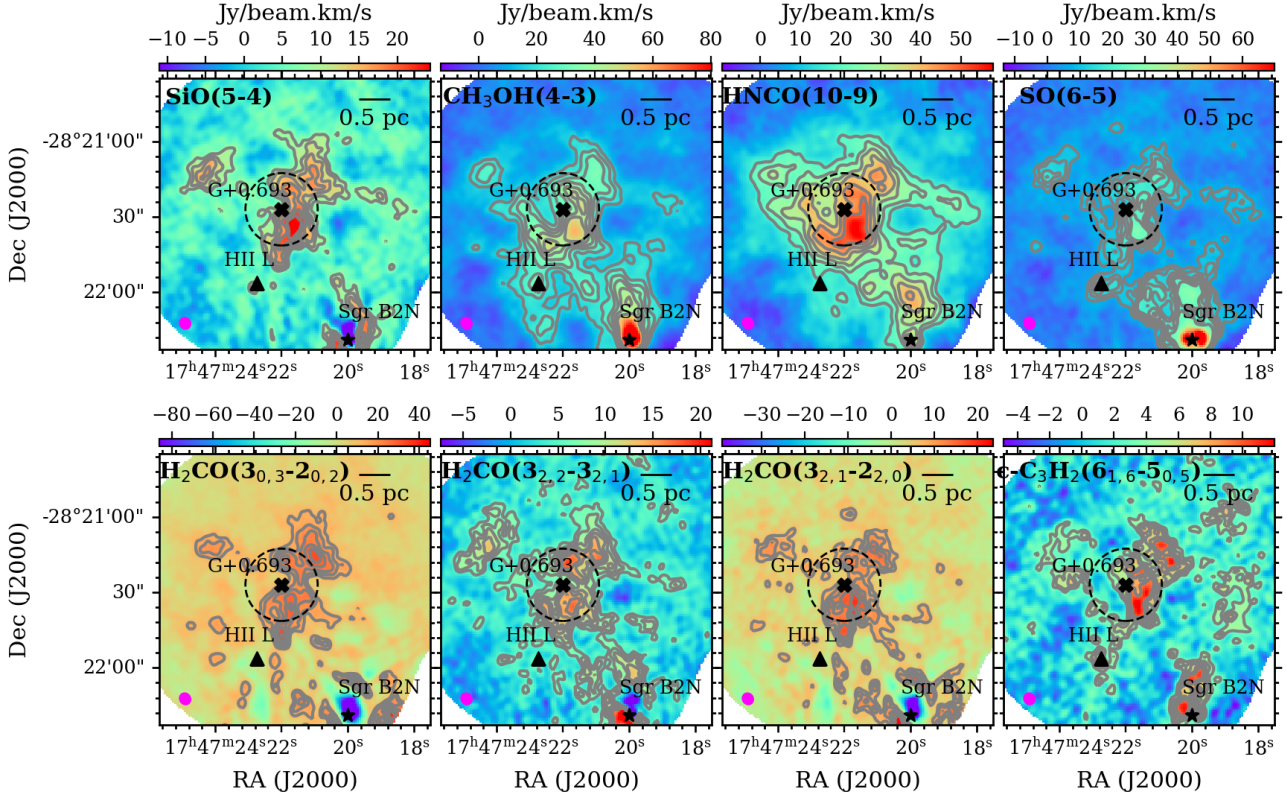 Jy/beam.km/s Jy/beam.km/s Jy/beam.km/s Jy/beam.km/s
−10 −5 0 5 10 15 20 0 20 40 60 80 0 10 20 30 40 50 −10 0 10 20 30 40 50 60
SiO(5-4) CH₃OH(4-3) HNCO(10-9) SO(6-5)
0.5 pc 0.5 pc 0.5 pc 0.5 pc
-28°21'00"
G+0.693 G+0.693 G+0.693 G+0.693
30"
HII L HII L HII L HII L
22'00"
Sgr B2N Sgr B2N Sgr B2N Sgr B2N
Dec (J2000)
17ʰ47ᵐ24ˢ22ˢ 20ˢ 18ˢ 17ʰ47ᵐ24ˢ22ˢ 20ˢ 18ˢ 17ʰ47ᵐ24ˢ22ˢ 20ˢ 18ˢ 17ʰ47ᵐ24ˢ22ˢ 20ˢ 18ˢ
−80 −60 −40 −20 0 20 40 −5 0 5 10 15 20 −30 −20 −10 0 10 20 −4 −2 0 2 4 6 8 10
H₂CO(3₀,₃-2₀,₂) H₂CO(3₂,₂-3₂,₁) H₂CO(3₂,₁-2₂,₀) c-C₃H₂(6₁,₆-5₀,₅)
0.5 pc 0.5 pc 0.5 pc 0.5 pc
-28°21'00"
G+0.693 G+0.693 G+0.693 G+0.693
30"
HII L HII L HII L HII L
22'00"
Sgr B2N Sgr B2N Sgr B2N Sgr B2N
Dec (J2000)
17ʰ47ᵐ24ˢ22ˢ 20ˢ 18ˢ 17ʰ47ᵐ24ˢ22ˢ 20ˢ 18ˢ 17ʰ47ᵐ24ˢ22ˢ 20ˢ 18ˢ 17ʰ47ᵐ24ˢ22ˢ 20ˢ 18ˢ
RA (J2000) RA (J2000) RA (J2000) RA (J2000)